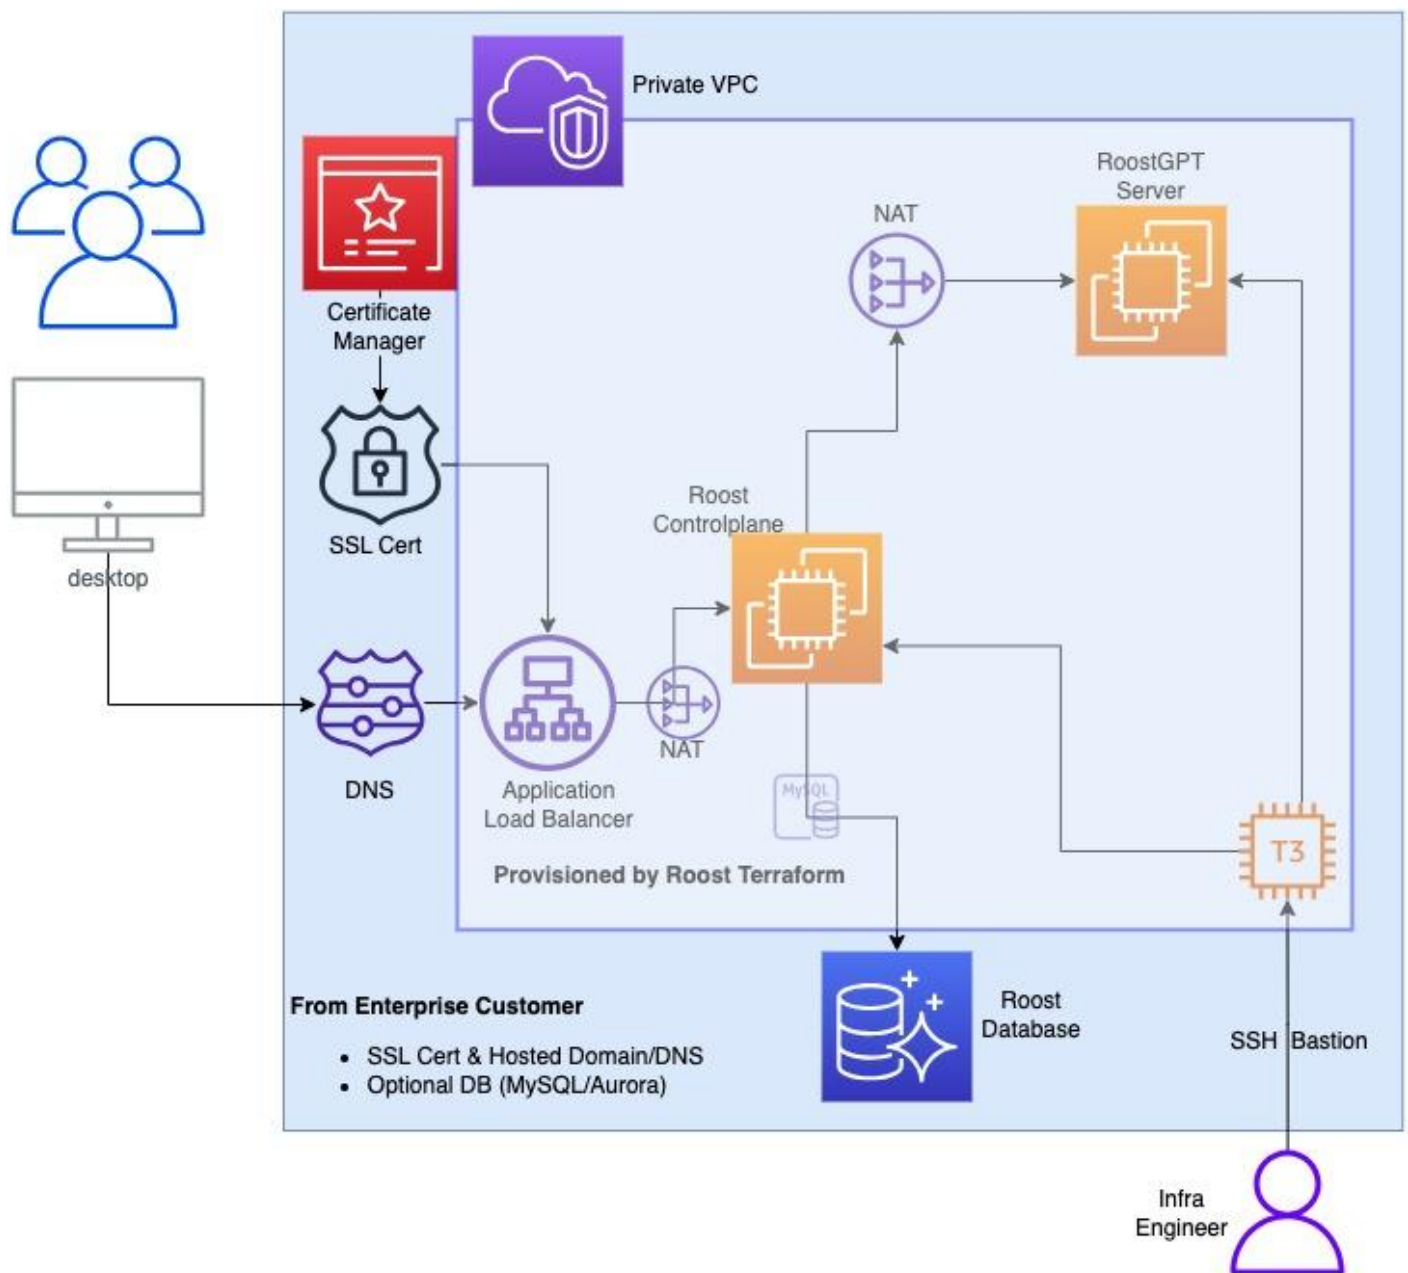 Private VPC
RoostGPT
Server
NAT
Certificate
Manager
Roost
Controlplane
SSL Cert
desktop
NAT
DNS
Application
Load Balancer
MySQL
T3
Provisioned by Roost Terraform
From Enterprise Customer
• SSL Cert & Hosted Domain/DNS
• Optional DB (MySQL/Aurora)
Roost
Database
SSH Bastion
Infra
Engineer